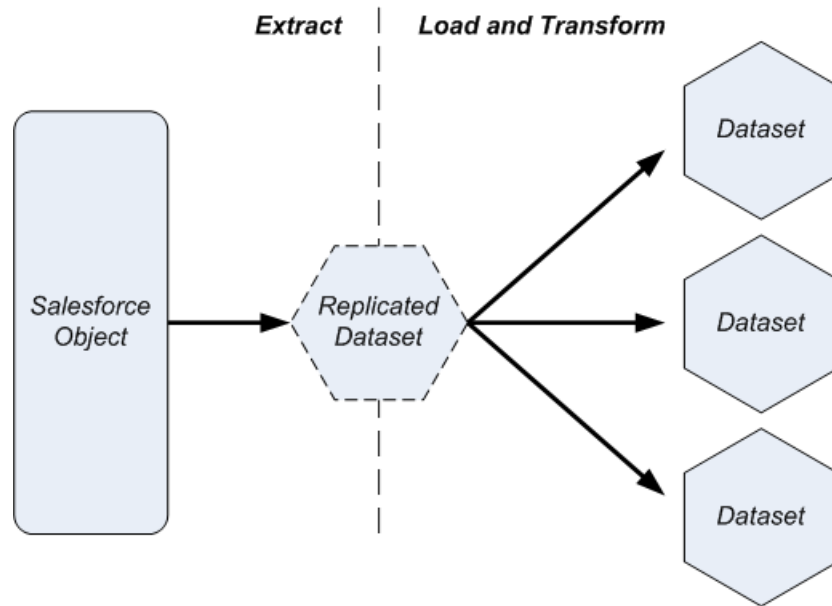 Extract
Load and Transform
Salesforce
Object
Replicated
Dataset
Dataset
Dataset
Dataset